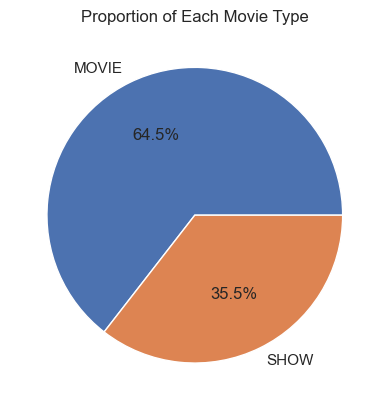 Proportion of Each Movie Type
MOVIE
64.5%
35.5%
SHOW